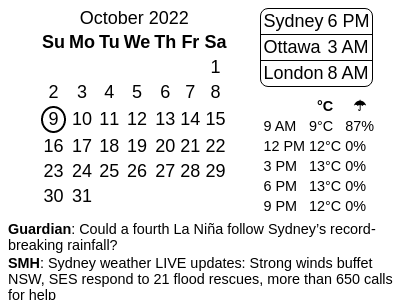 October 2022
Su Mo Tu We Th Fr Sa
1
2 3 4 5 6 7 8
9 10 11 12 13 14 15
16 17 18 19 20 21 22
23 24 25 26 27 28 29
30 31
Sydney 6 PM
Ottawa 3 AM
London 8 AM
°C ☂
9 AM 9°C 87%
12 PM 12°C 0%
3 PM 13°C 0%
6 PM 13°C 0%
9 PM 12°C 0%
Guardian: Could a fourth La Niña follow Sydney’s record-
breaking rainfall?
SMH: Sydney weather LIVE updates: Strong winds buffet
NSW, SES respond to 21 flood rescues, more than 650 calls
for help